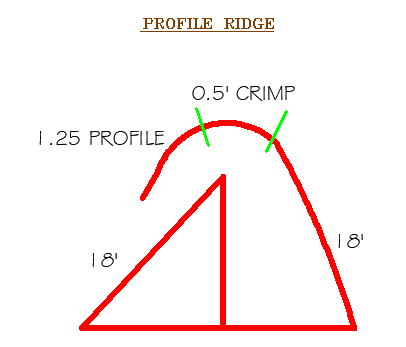 PROFILE RIDGE
0.5' CRIMP
1.25 PROFILE
18'
18'